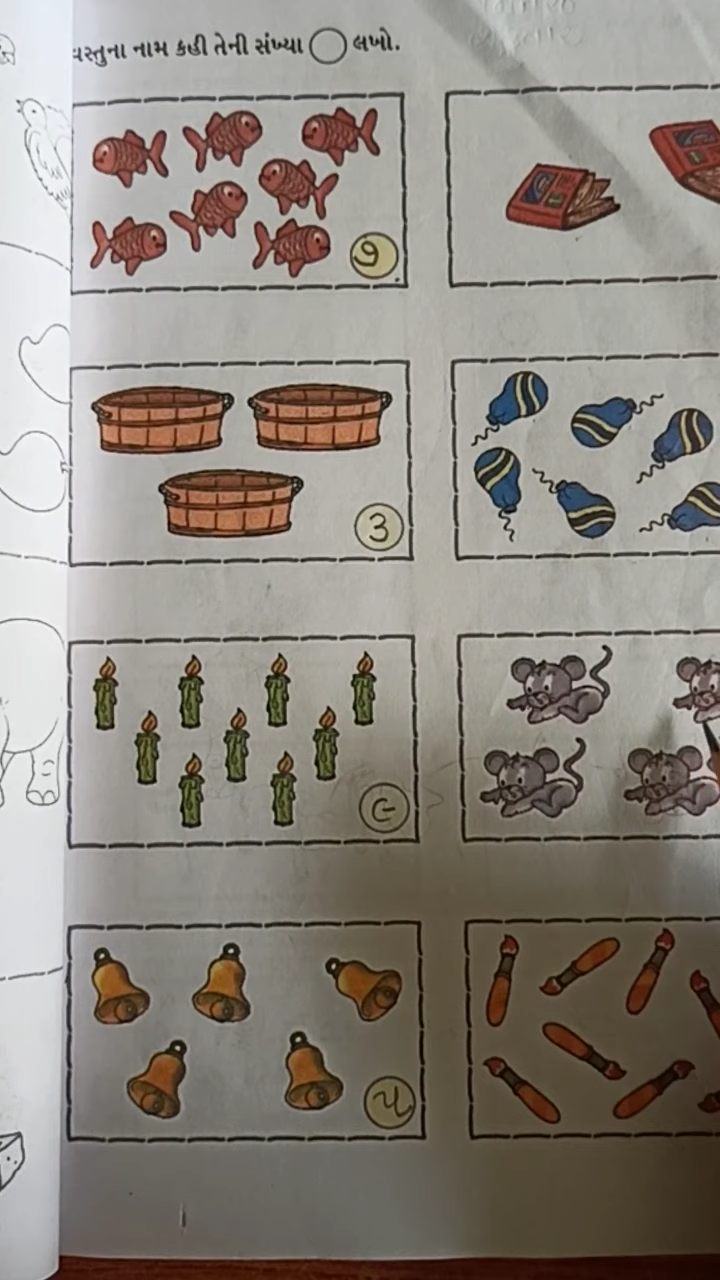 વસ્તુના નામ કહી તેની સંખ્યા ◯ લખો.
૭
૩
૯
૫